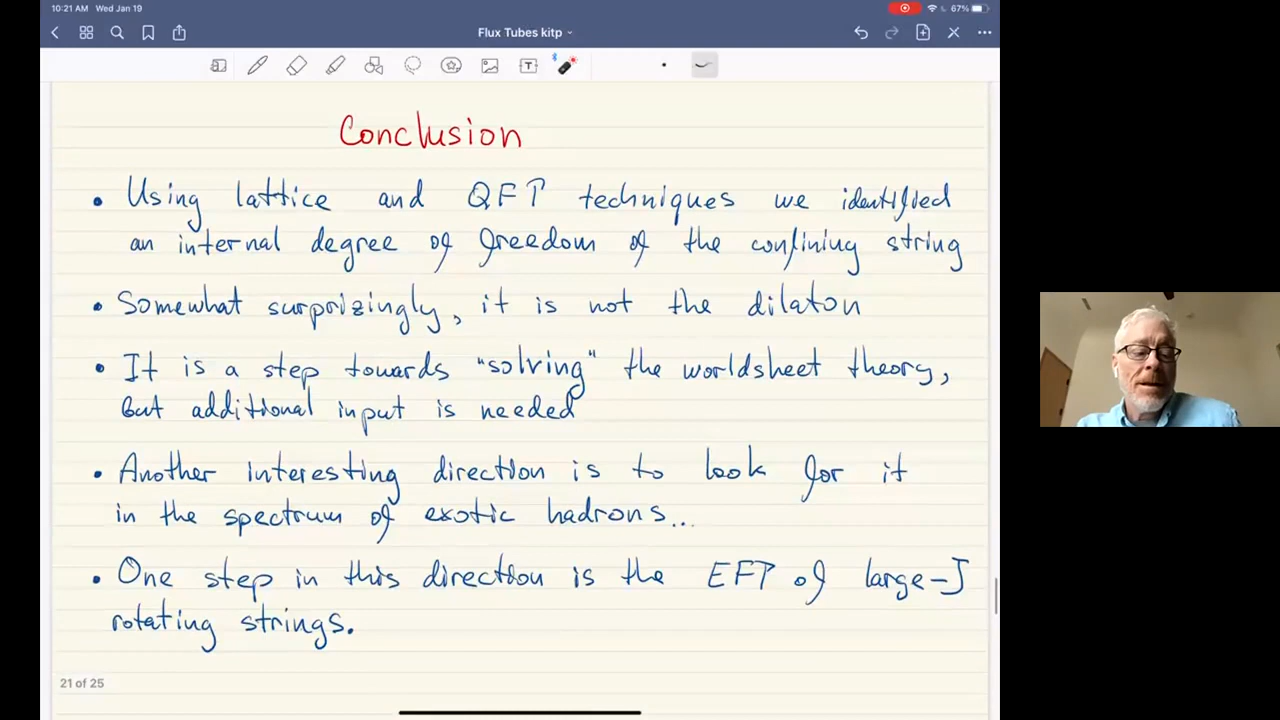 10:21 AM Wed Jan 19
67%
Flux Tubes kitp
T
Conclusion
• Using lattice and QFT techniques we identified
an internal degree of freedom of the confining string
• Somewhat surprizingly, it is not the dilaton
• It is a step towards "solving" the worldsheet theory,
but additional input is needed
• Another interesting direction is to look for it
in the spectrum of exotic hadrons...
• One step in this direction is the EFT of large-J
rotating strings.
21 of 25